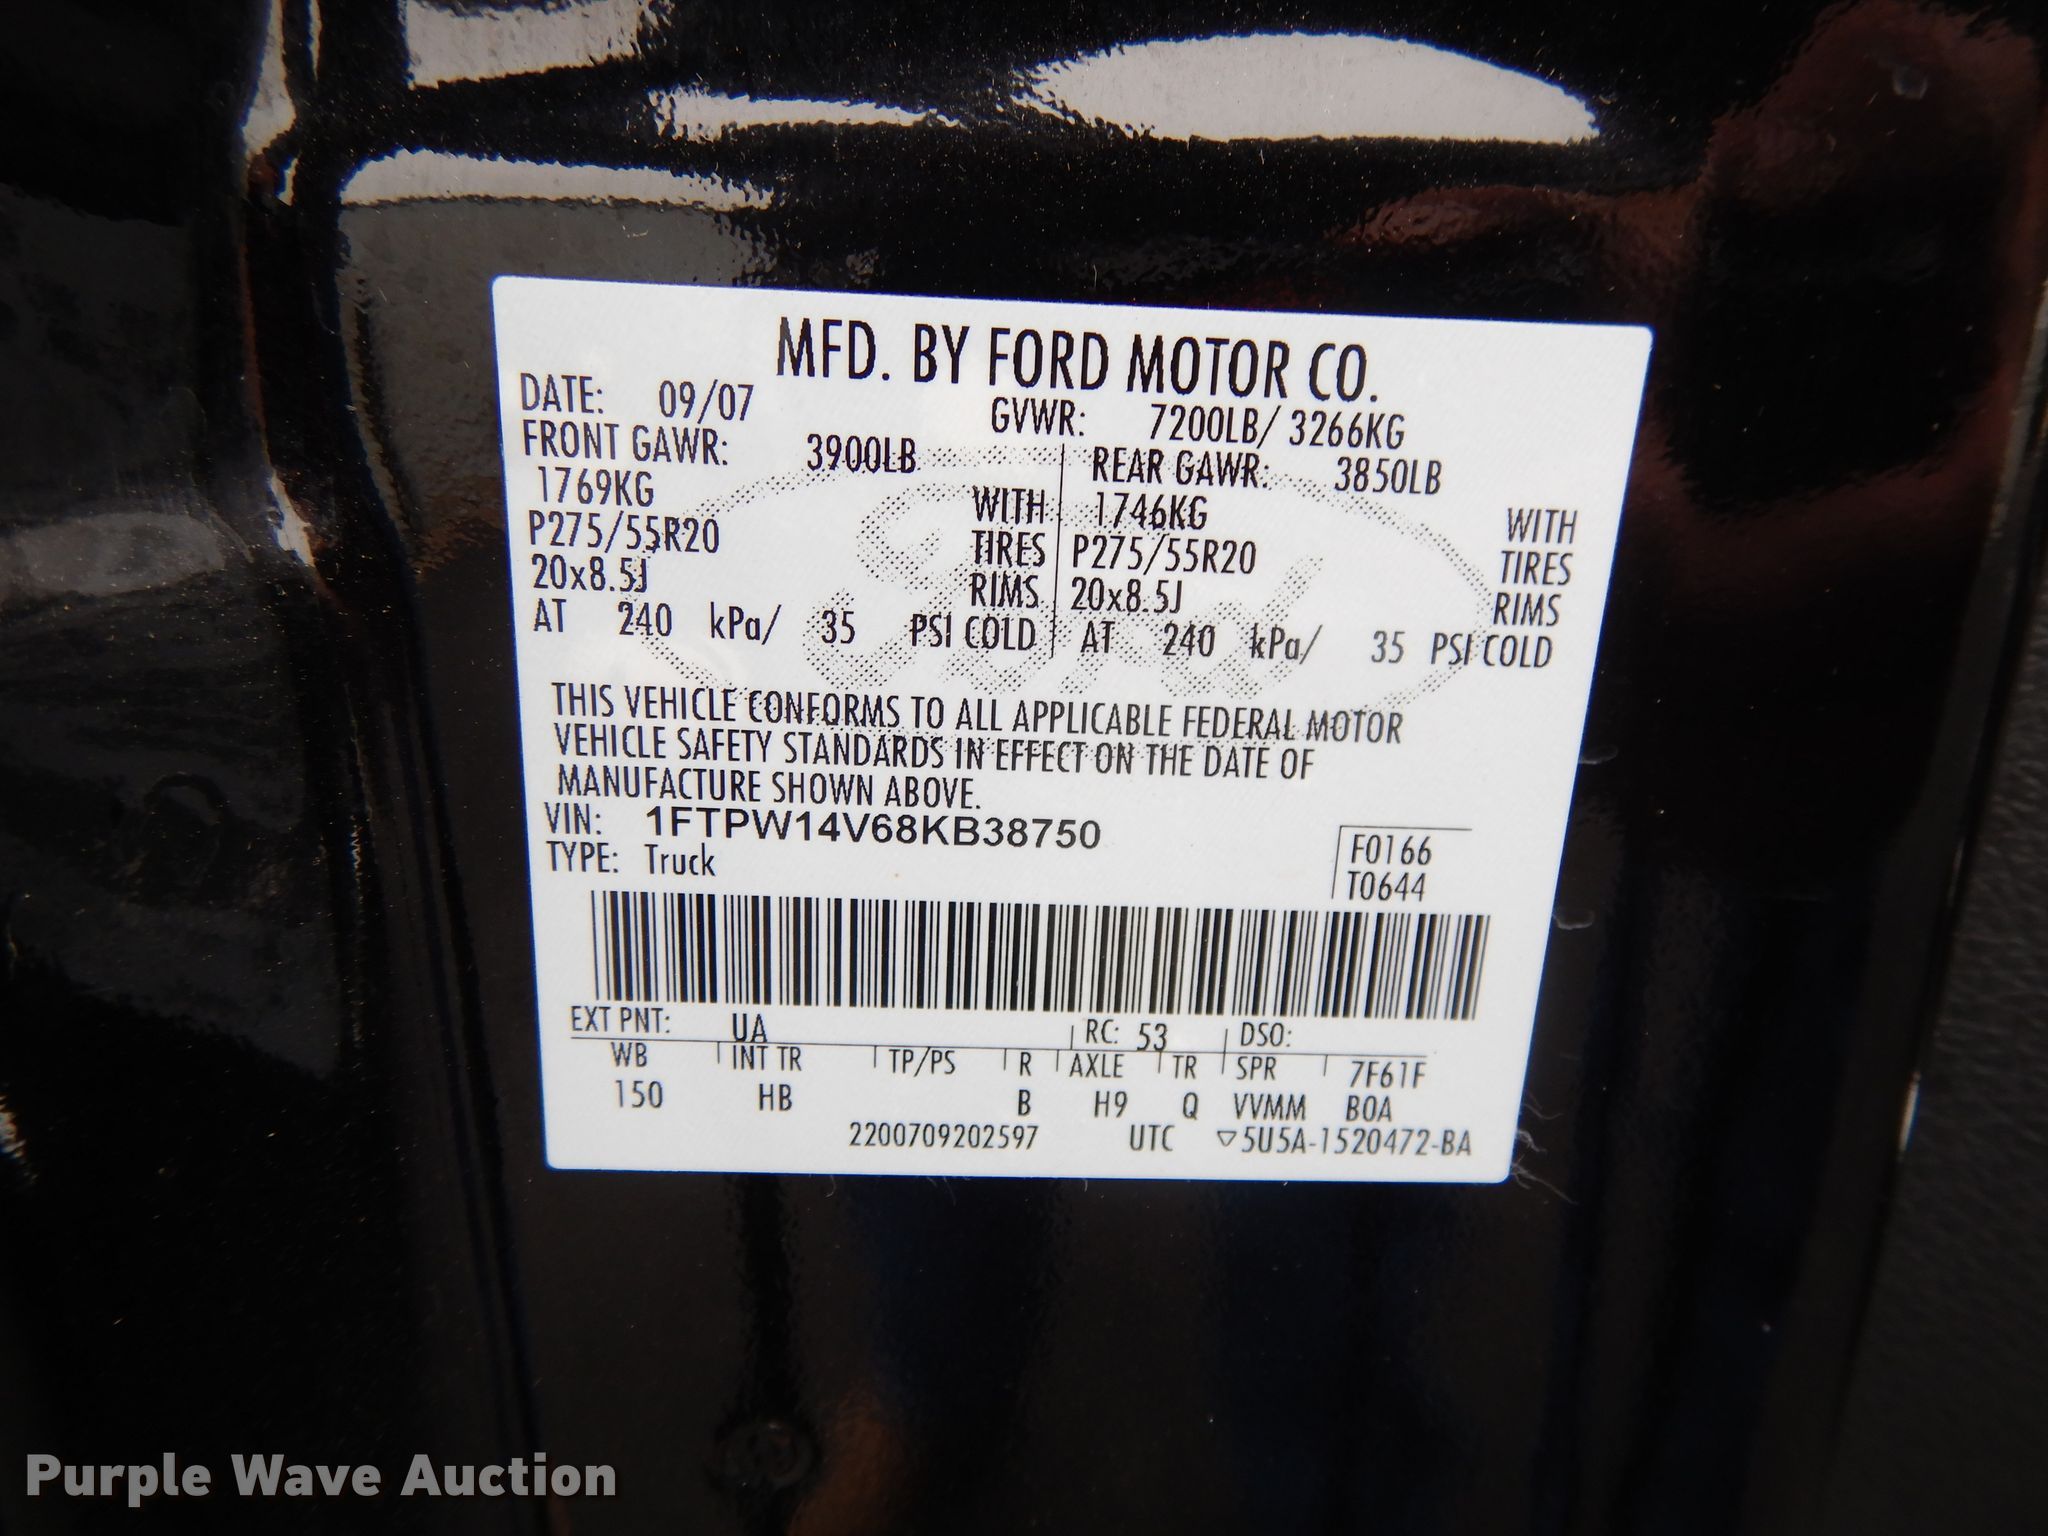 MFD. BY FORD MOTOR CO.
DATE: 09/07 GVWR: 7200LB/ 3266KG
FRONT GAWR: 3900LB REAR GAWR: 3850LB
1769KG WITH 1746KG WITH
P275/55R20 TIRES P275/55R20 TIRES
20x8.5J RIMS 20x8.5J RIMS
AT 240 kPa/ 35 PSI COLD AT 240 kPa/ 35 PSI COLD
THIS VEHICLE CONFORMS TO ALL APPLICABLE FEDERAL MOTOR
VEHICLE SAFETY STANDARDS IN EFFECT ON THE DATE OF
MANUFACTURE SHOWN ABOVE.
VIN: 1FTPW14V68KB38750
TYPE: Truck
F0166
T0644
EXT PNT: UA RC: 53 DSO:
WB INT TR TP/PS R AXLE TR SPR 7F61F
150 HB B H9 Q VVMM B0A
2200709202597 UTC ▽5U5A-1520472-BA
Ford
Purple Wave Auction